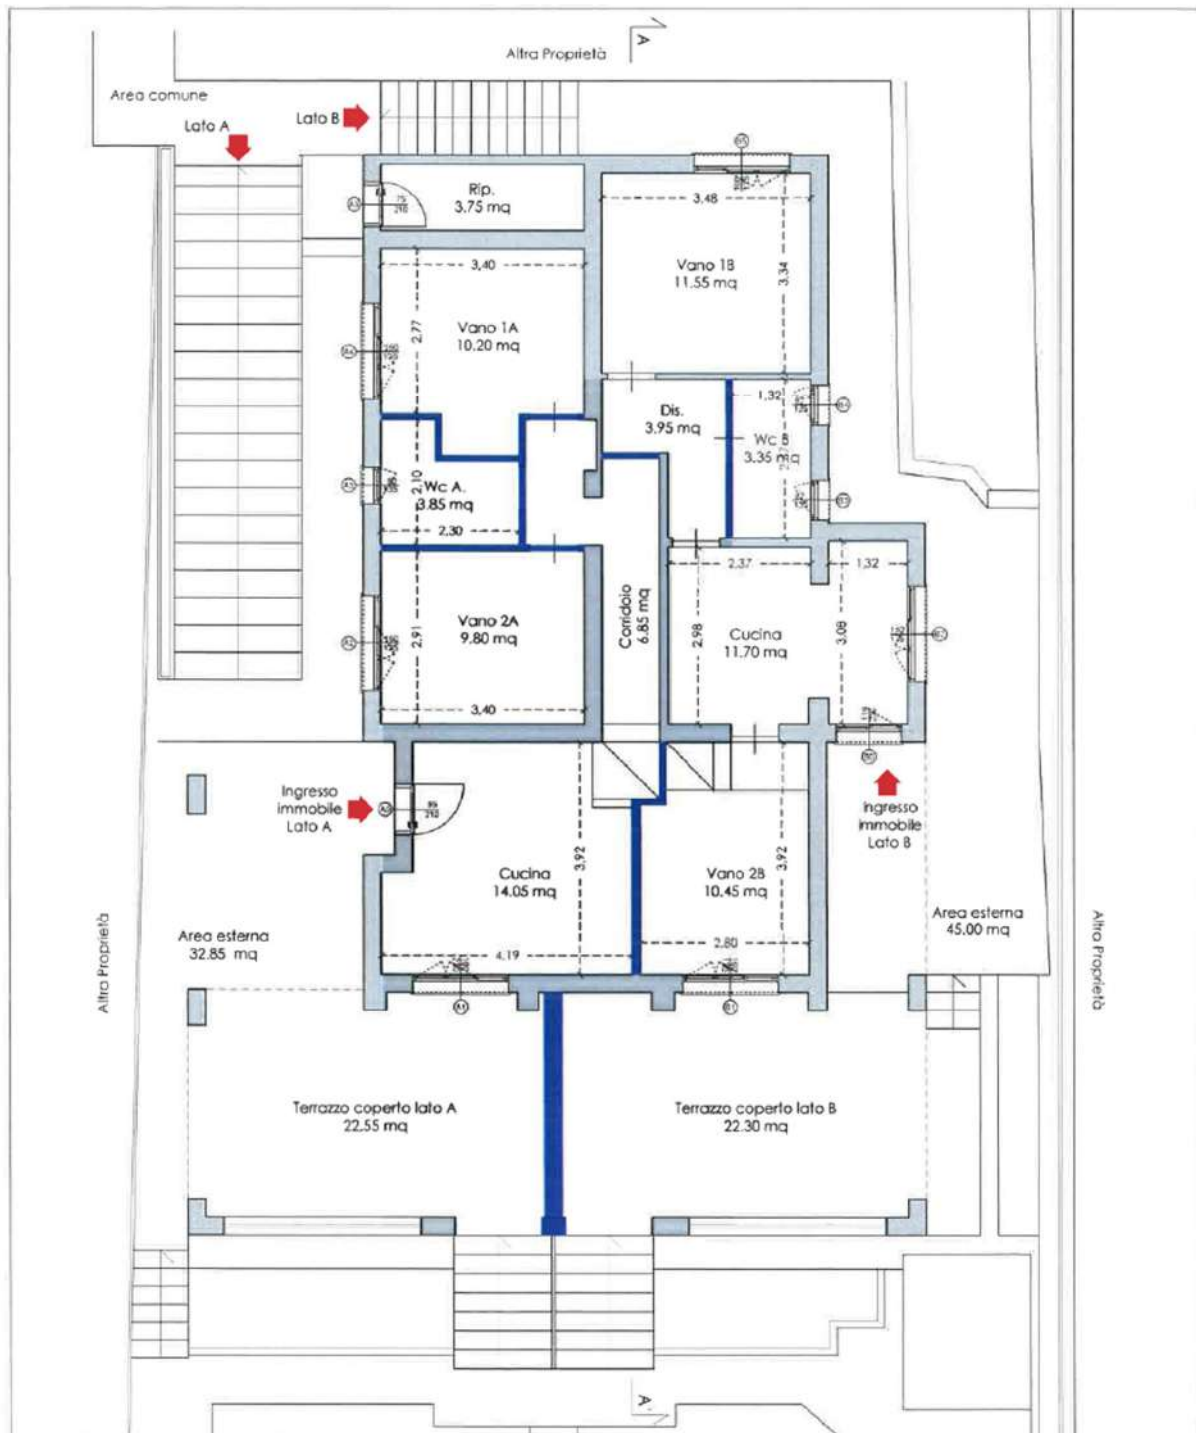 Altra Proprietà
A
Area comune
Lato A
Lato B
Rip.
3.75 mq
75
210
3,48
3,40
Vano 1B
11.55 mq
3,34
2,77
Vano 1A
10.20 mq
1,32
Dis.
3.95 mq
Wc B
3.35 mq
Wc A.
3.85 mq
2,10
2,30
2,37
1,32
Vano 2A
9.80 mq
2,91
3,40
Corridoio
6.85 mq
2,98
Cucina
11.70 mq
3,08
Ingresso
immobile
Lato A
95
210
Ingresso
immobile
Lato B
Cucina
14.05 mq
3,92
4,19
Vano 2B
10.45 mq
3,92
2,80
Area esterna
32.85 mq
Area esterna
45.00 mq
Altra Proprietà
Altra Proprietà
A1
B1
Terrazzo coperto lato A
22.55 mq
Terrazzo coperto lato B
22.30 mq
A'